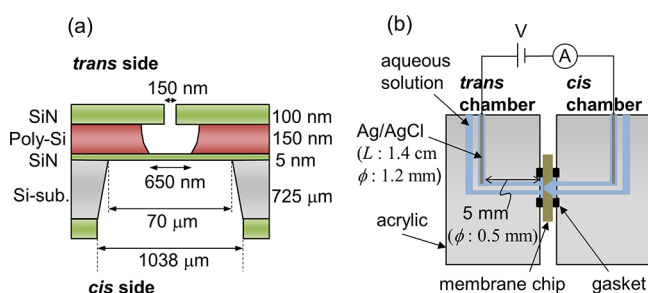 (a)
trans side
150 nm
SiN
100 nm
Poly-Si
150 nm
SiN
5 nm
650 nm
Si-sub.
725 μm
70 μm
1038 μm
cis side
(b)
V
A
aqueous
solution
trans
chamber
cis
chamber
Ag/AgCl
(L : 1.4 cm
ϕ : 1.2 mm)
5 mm
(ϕ : 0.5 mm)
acrylic
membrane chip
gasket